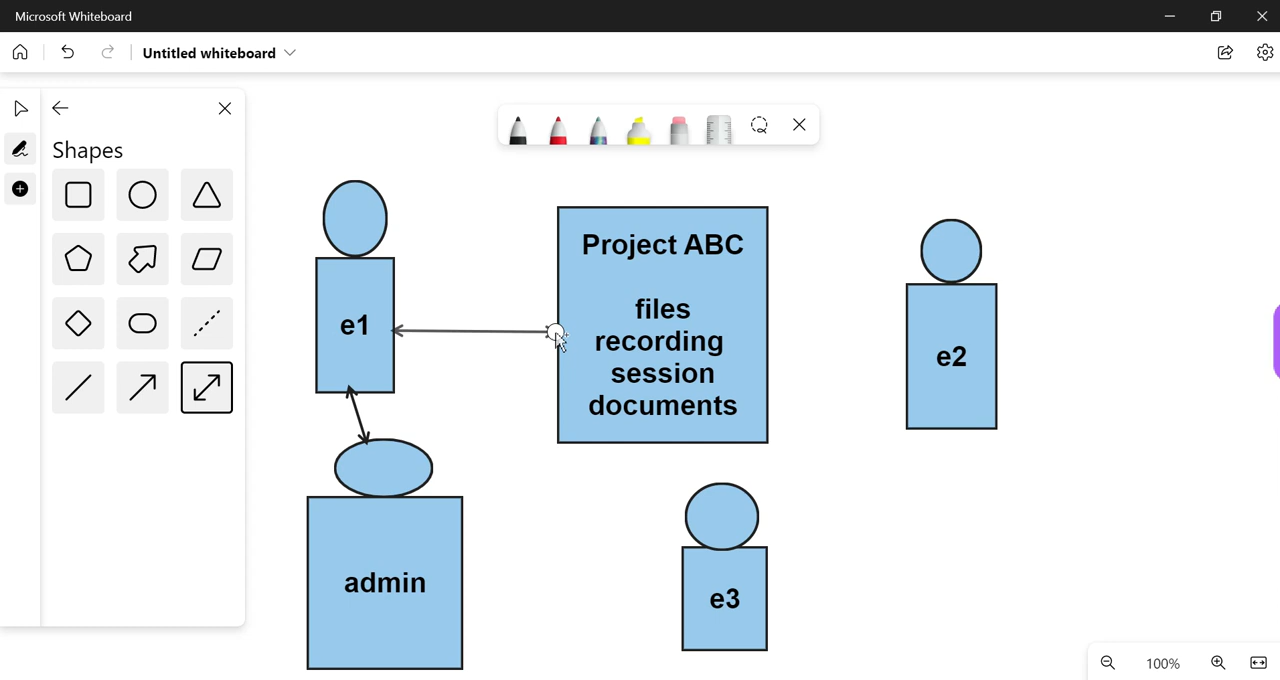 Microsoft Whiteboard
Untitled whiteboard
Shapes
e1
Project ABC
files
recording
session
documents
e2
admin
e3
100%